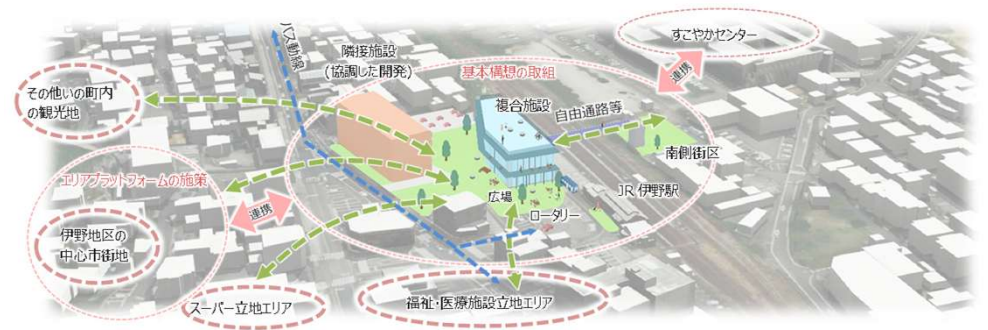 すこやかセンター
連携
隣接施設
(協調した開発)
バス動線
基本構想の取組
その他いの町内
の観光地
複合施設
自由通路等
南側街区
エリアプラットフォームの施策
JR 伊野駅
広場
ロータリー
連携
伊野地区の
中心市街地
スーパー立地エリア
福祉・医療施設立地エリア